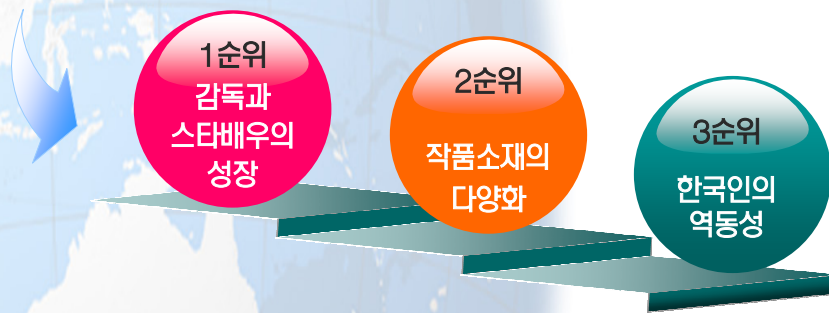 1순위
감독과
스타배우의
성장
2순위
작품소재의
다양화
3순위
한국인의
역동성